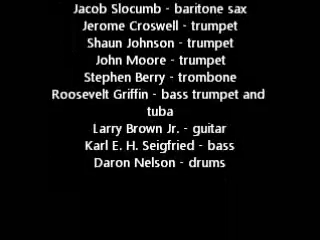 Jacob Slocumb - baritone sax
Jerome Croswell - trumpet
Shaun Johnson - trumpet
John Moore - trumpet
Stephen Berry - trombone
Roosevelt Griffin - bass trumpet and
tuba
Larry Brown Jr. - guitar
Karl E. H. Seigfried - bass
Daron Nelson - drums